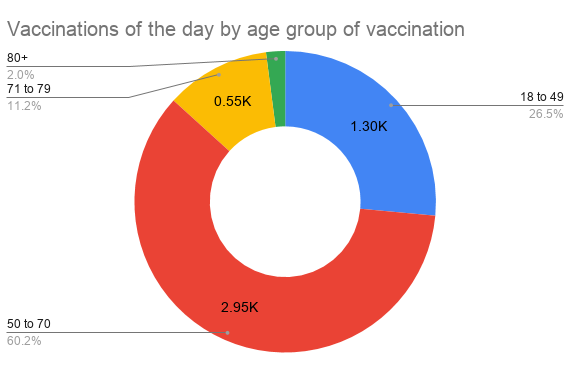 Vaccinations of the day by age group of vaccination
80+
2.0%
71 to 79
11.2%
0.55K
18 to 49
26.5%
1.30K
2.95K
50 to 70
60.2%